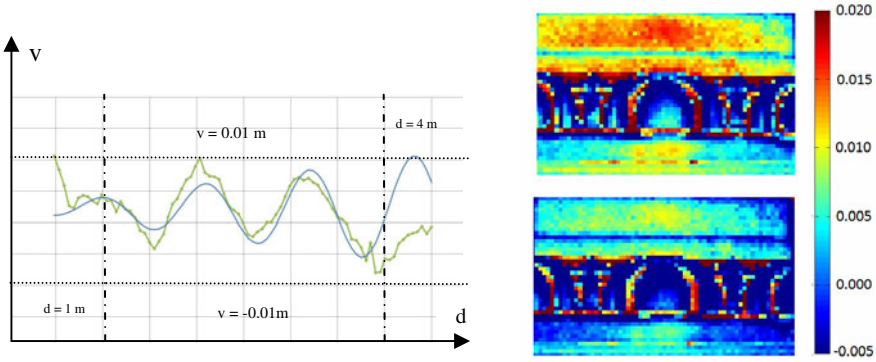 v
v = 0.01 m
d = 4 m
d = 1 m
v = -0.01m
d
0.020
0.015
0.010
0.005
0.000
-0.005